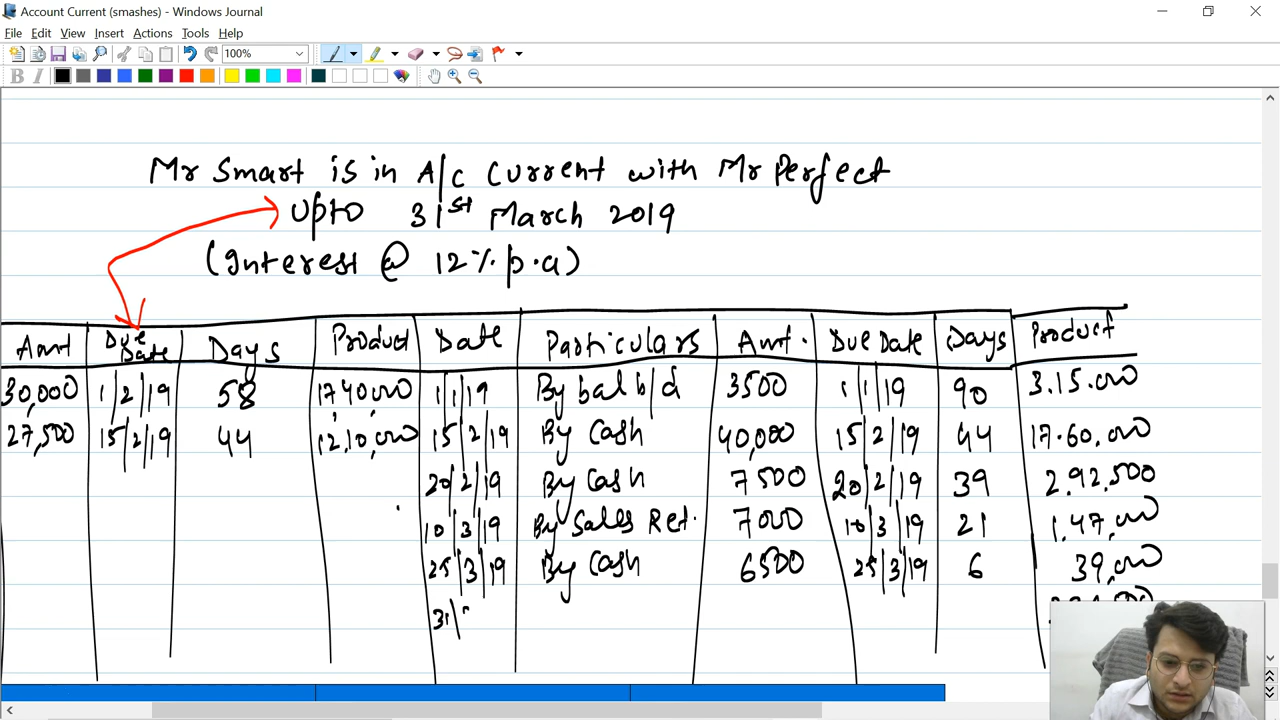 Account Current (smashes) - Windows Journal
File Edit View Insert Actions Tools Help
100%
B I
Mr Smart is in A/c Current with Mr Perfect
Upto 31st March 2019
(Interest @ 12% p.a)
Amt Due Date Days Product Date Particulars Amt. Due Date Days Product
30,000 1/2/19 58 17,40,000 1/1/19 By bal b/d 3500 1/1/19 90 3.15.000
27,500 15/2/19 44 12,10,000 15/2/19 By Cash 40,000 15/2/19 44 17.60.000
20/2/19 By Cash 7500 20/2/19 39 2.92.500
10/3/19 By Sales Ret. 7000 10/3/19 21 1.47.000
25/3/19 By Cash 6500 25/3/19 6 39,000
31/